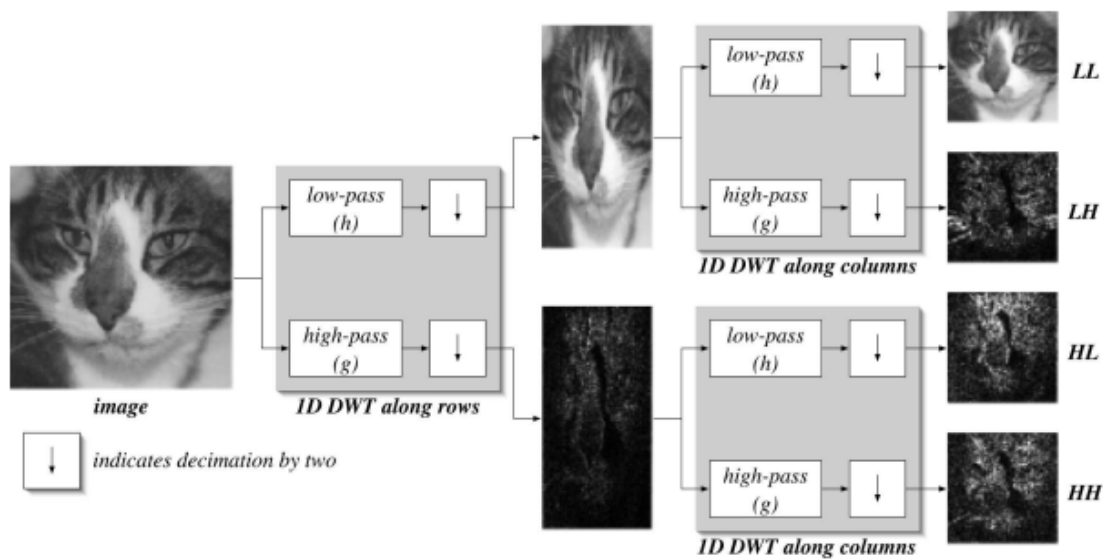 low-pass
(h)
LL
high-pass
(g)
LH
1D DWT along columns
low-pass
(h)
high-pass
(g)
1D DWT along rows
image
indicates decimation by two
low-pass
(h)
HL
high-pass
(g)
HH
1D DWT along columns